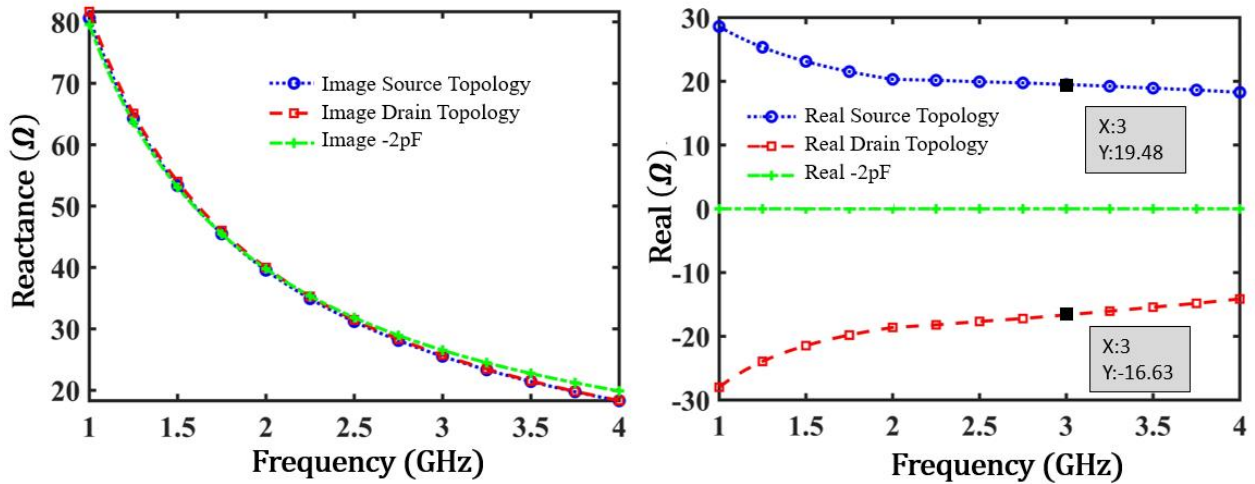 80
70
60
50
40
30
20
Reactance (Ω)
Image Source Topology
Image Drain Topology
Image -2pF
1
1.5
2
2.5
3
3.5
4
Frequency (GHz)
30
20
10
0
-10
-20
-30
Real (Ω)
Real Source Topology
Real Drain Topology
Real -2pF
X:3
Y:19.48
X:3
Y:-16.63
1
1.5
2
2.5
3
3.5
4
Frequency (GHz)